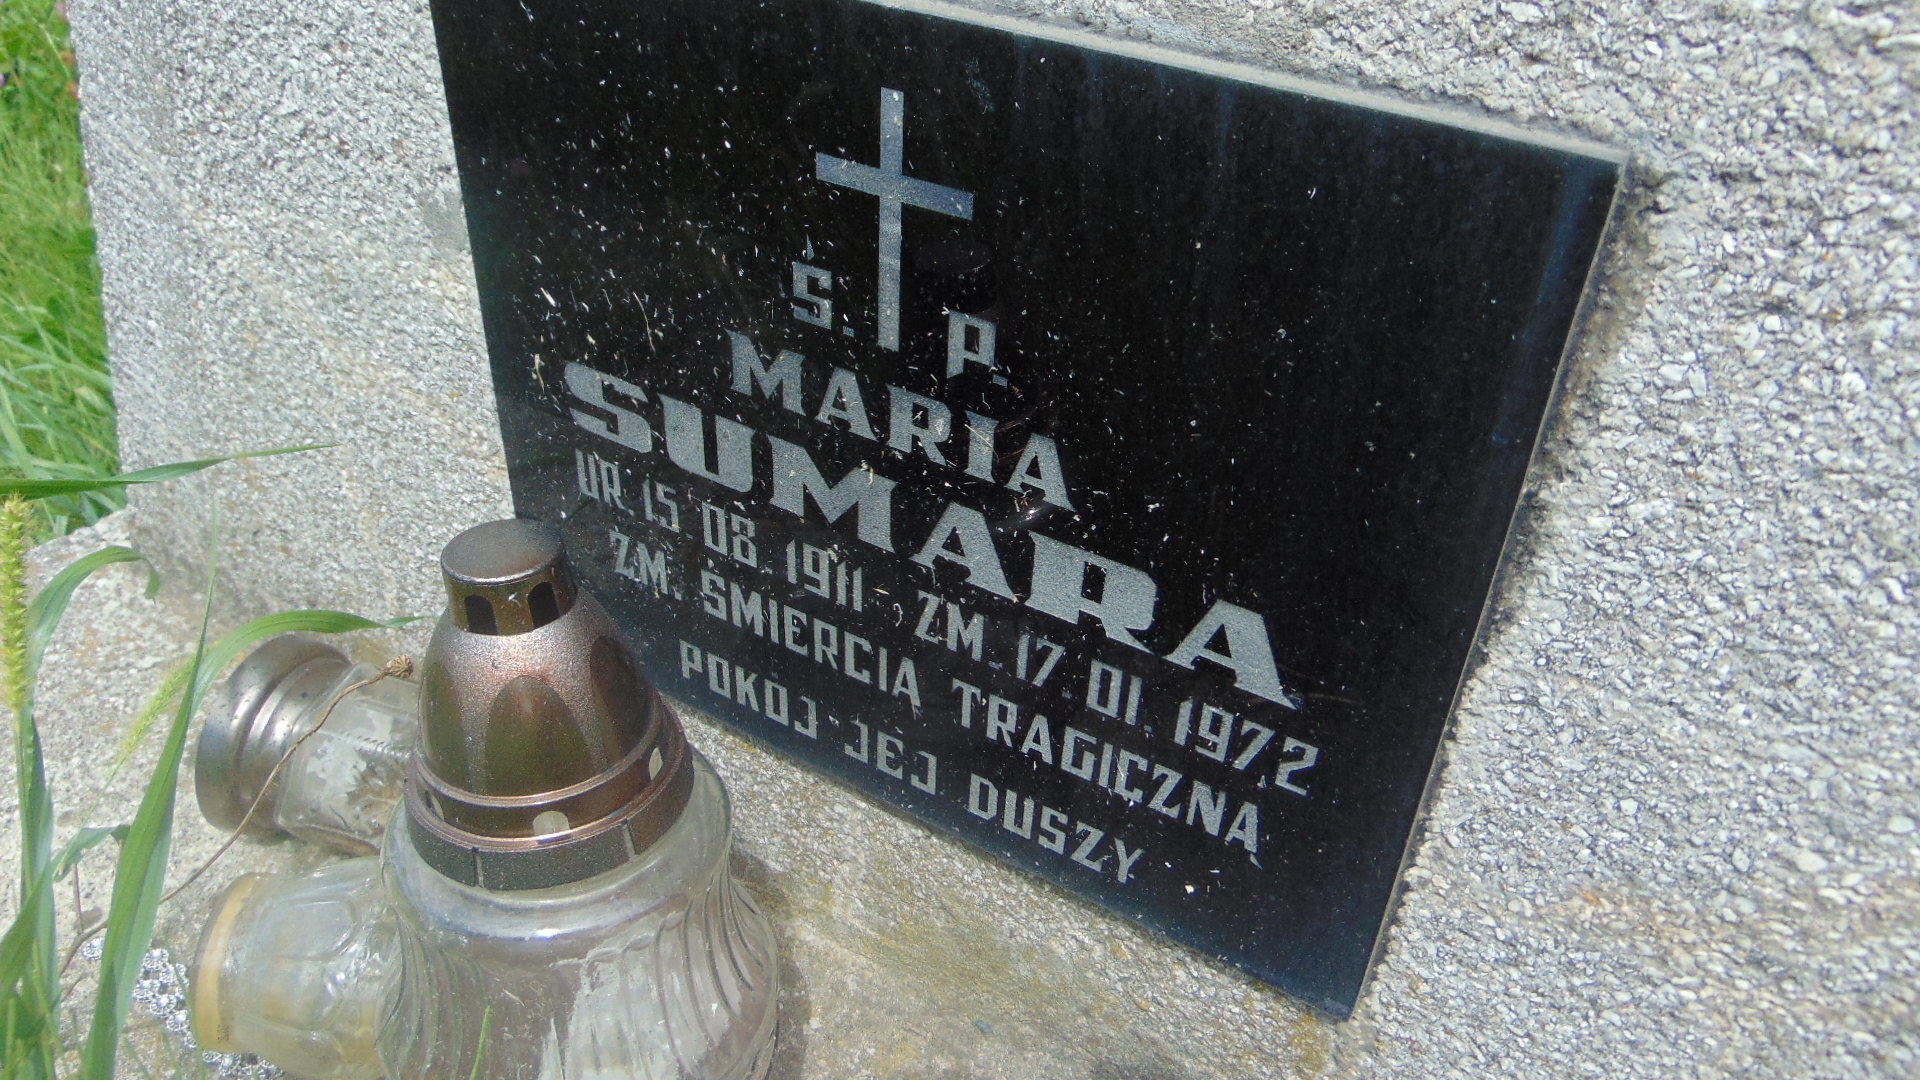 Ś. P.
MARIA
SUMARA
UR. 15. 08. 1911 ZM. 17. 01. 1972
ZM. ŚMIERCIĄ TRAGICZNĄ
POKÓJ JEJ DUSZY